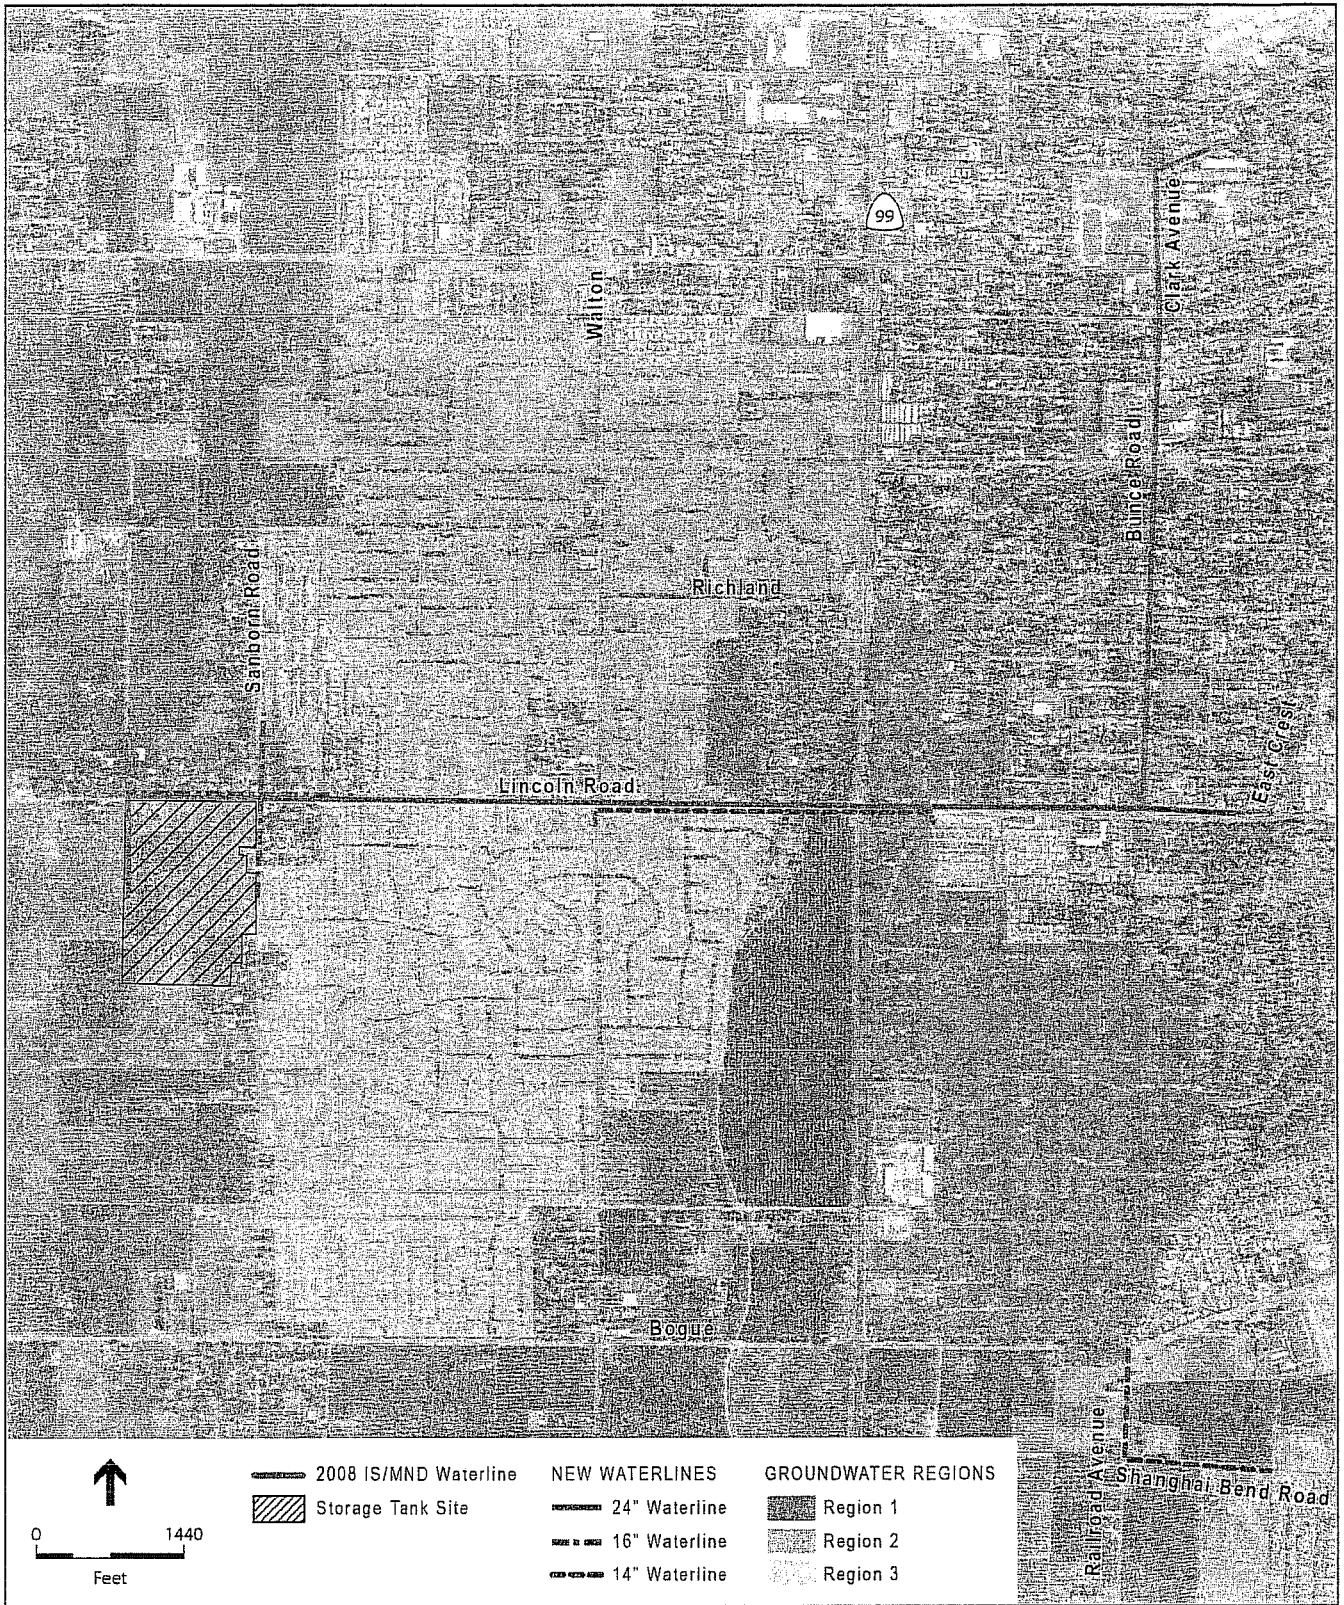 99
Clark Avenue
Walton
Bunce Road
Richland
Sanborn Road
East Crest
Lincoln Road
Bogue
Railroad Avenue
Shanghai Bend Road
0 1440
Feet
2008 IS/MND Waterline
Storage Tank Site
NEW WATERLINES
24" Waterline
16" Waterline
14" Waterline
GROUNDWATER REGIONS
Region 1
Region 2
Region 3